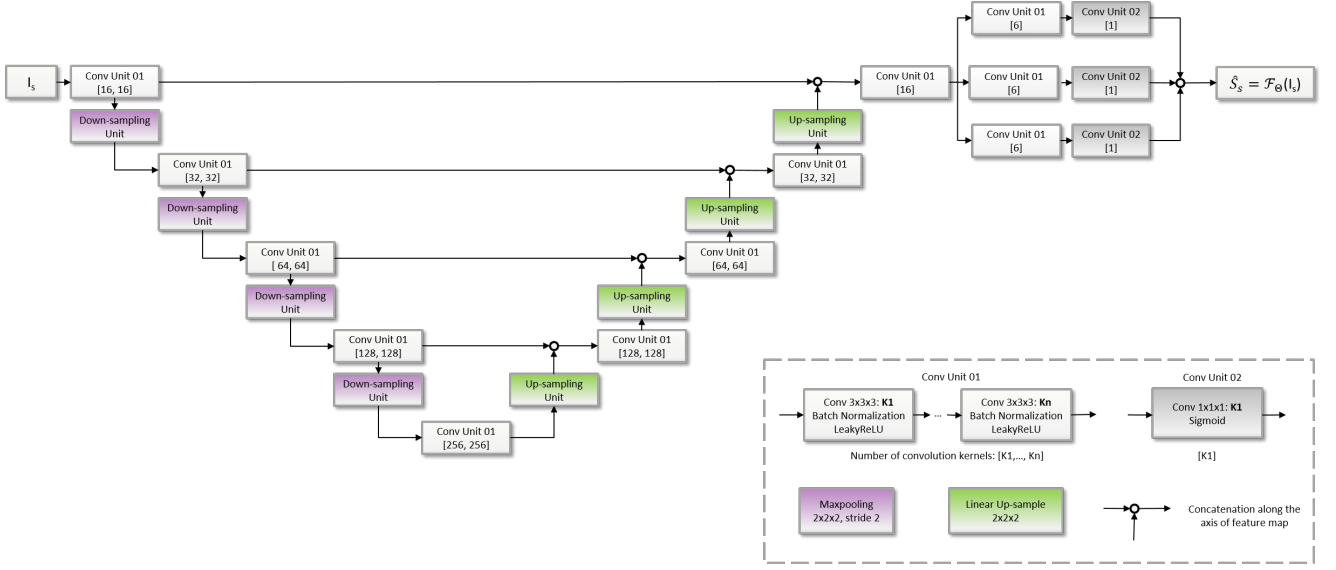 I_s
Conv Unit 01
[16, 16]
Down-sampling
Unit
Conv Unit 01
[32, 32]
Down-sampling
Unit
Conv Unit 01
[ 64, 64]
Down-sampling
Unit
Conv Unit 01
[128, 128]
Down-sampling
Unit
Conv Unit 01
[256, 256]
Up-sampling
Unit
Conv Unit 01
[128, 128]
Up-sampling
Unit
Conv Unit 01
[64, 64]
Up-sampling
Unit
Conv Unit 01
[32, 32]
Up-sampling
Unit
Conv Unit 01
[16]
Conv Unit 01
[6]
Conv Unit 02
[1]
Conv Unit 01
[6]
Conv Unit 02
[1]
Conv Unit 01
[6]
Conv Unit 02
[1]
Ŝ_s = ℱ_Θ(I_s)
Conv Unit 01
Conv 3x3x3: K1
Batch Normalization
LeakyReLU
...
Conv 3x3x3: Kn
Batch Normalization
LeakyReLU
Number of convolution kernels: [K1,..., Kn]
Conv Unit 02
Conv 1x1x1: K1
Sigmoid
[K1]
Maxpooling
2x2x2, stride 2
Linear Up-sample
2x2x2
Concatenation along the
axis of feature map